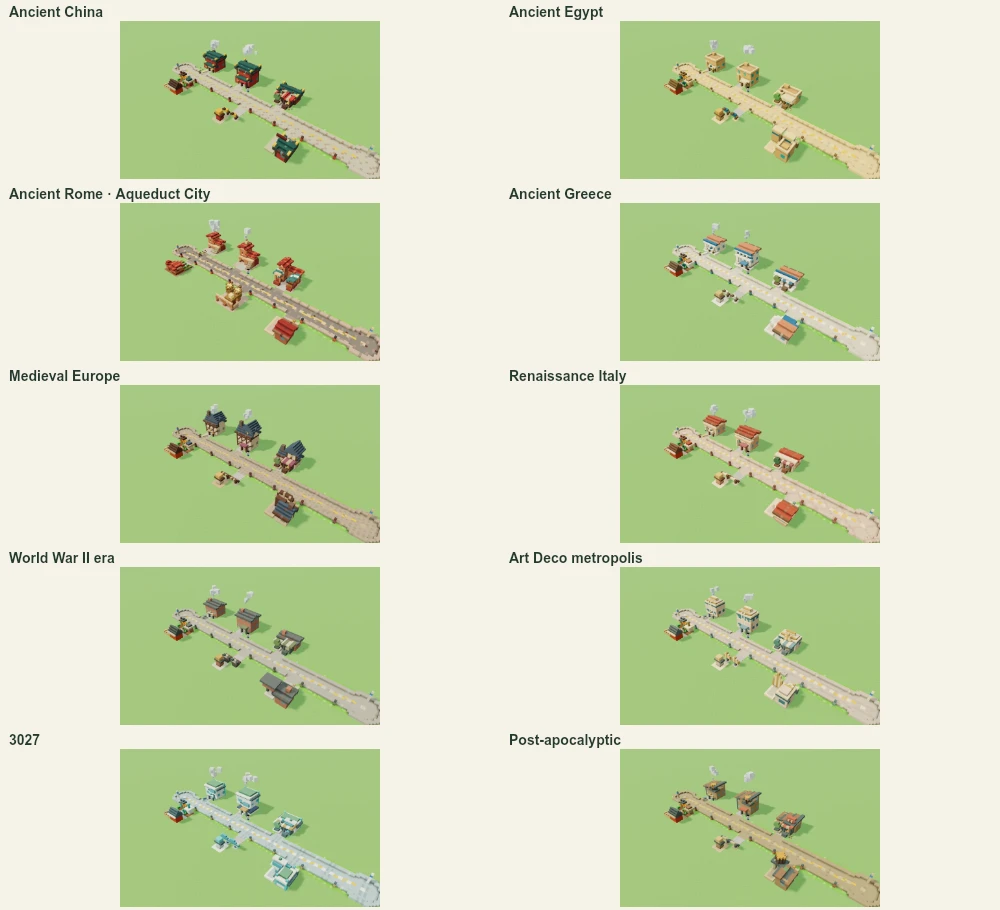 Ancient China
Ancient Egypt
Ancient Rome · Aqueduct City
Ancient Greece
Medieval Europe
Renaissance Italy
World War II era
Art Deco metropolis
3027
Post-apocalyptic